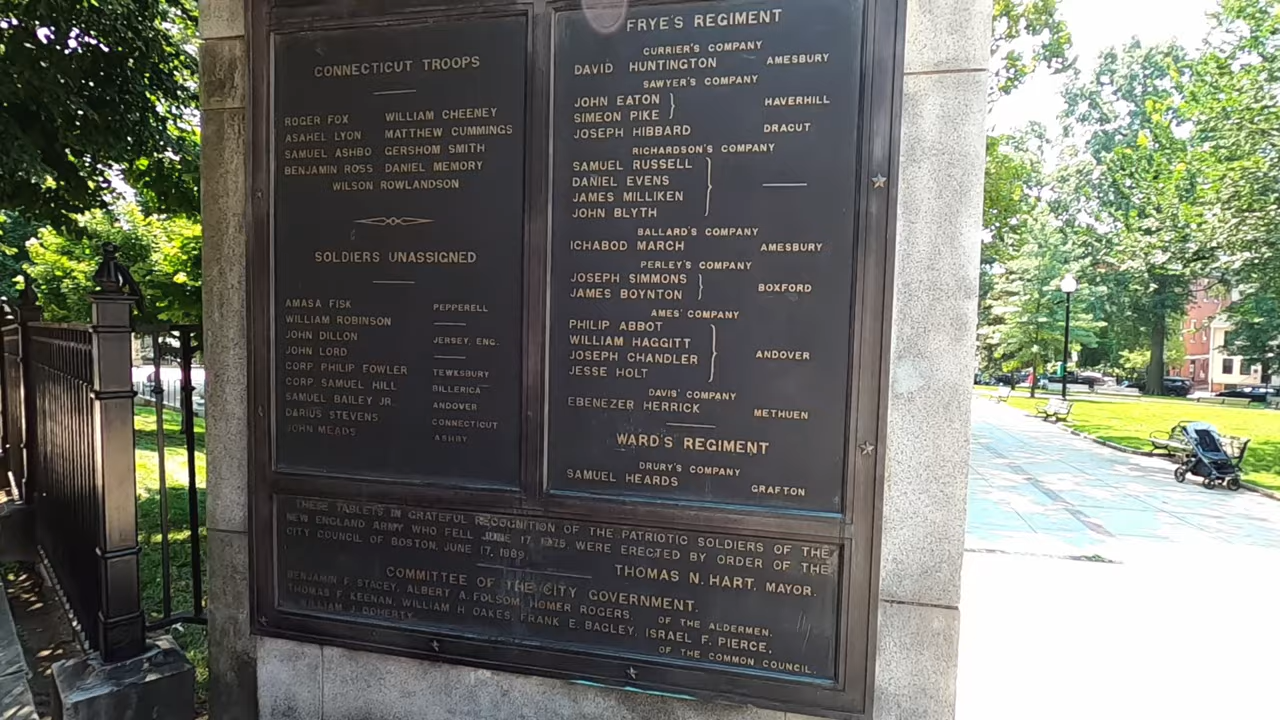 CONNECTICUT TROOPS
ROGER FOX WILLIAM CHEENEY
ASAHEL LYON MATTHEW CUMMINGS
SAMUEL ASHBO GERSHOM SMITH
BENJAMIN ROSS DANIEL MEMORY
WILSON ROWLANDSON
SOLDIERS UNASSIGNED
AMASA FISK PEPPERELL
WILLIAM ROBINSON
JOHN DILLON JERSEY, ENG.
JOHN LORD
CORP. PHILIP FOWLER TEWKSBURY
CORP. SAMUEL HILL BILLERICA
SAMUEL BAILEY JR. ANDOVER
DARIUS STEVENS CONNECTICUT
JOHN MEADS ASHBY
FRYE'S REGIMENT
CURRIER'S COMPANY
DAVID HUNTINGTON AMESBURY
SAWYER'S COMPANY
JOHN EATON
SIMEON PIKE HAVERHILL
JOSEPH HIBBARD DRACUT
RICHARDSON'S COMPANY
SAMUEL RUSSELL
DANIEL EVENS
JAMES MILLIKEN
JOHN BLYTH
BALLARD'S COMPANY
ICHABOD MARCH AMESBURY
PERLEY'S COMPANY
JOSEPH SIMMONS
JAMES BOYNTON BOXFORD
AMES' COMPANY
PHILIP ABBOT
WILLIAM HAGGITT
JOSEPH CHANDLER ANDOVER
JESSE HOLT
DAVIS' COMPANY
EBENEZER HERRICK METHUEN
WARD'S REGIMENT
DRURY'S COMPANY
SAMUEL HEARDS GRAFTON
THESE TABLETS IN GRATEFUL RECOGNITION OF THE PATRIOTIC SOLDIERS OF THE
NEW ENGLAND ARMY WHO FELL JUNE 17, 1775, WERE ERECTED BY ORDER OF THE
CITY COUNCIL OF BOSTON, JUNE 17, 1889.
THOMAS N. HART, MAYOR.
COMMITTEE OF THE CITY GOVERNMENT.
BENJAMIN F. STACEY, ALBERT A. FOLSOM, HOMER ROGERS, OF THE ALDERMEN.
THOMAS F. KEENAN, WILLIAM H. OAKES, FRANK E. BAGLEY, ISRAEL F. PIERCE,
WILLIAM J. DOHERTY OF THE COMMON COUNCIL.